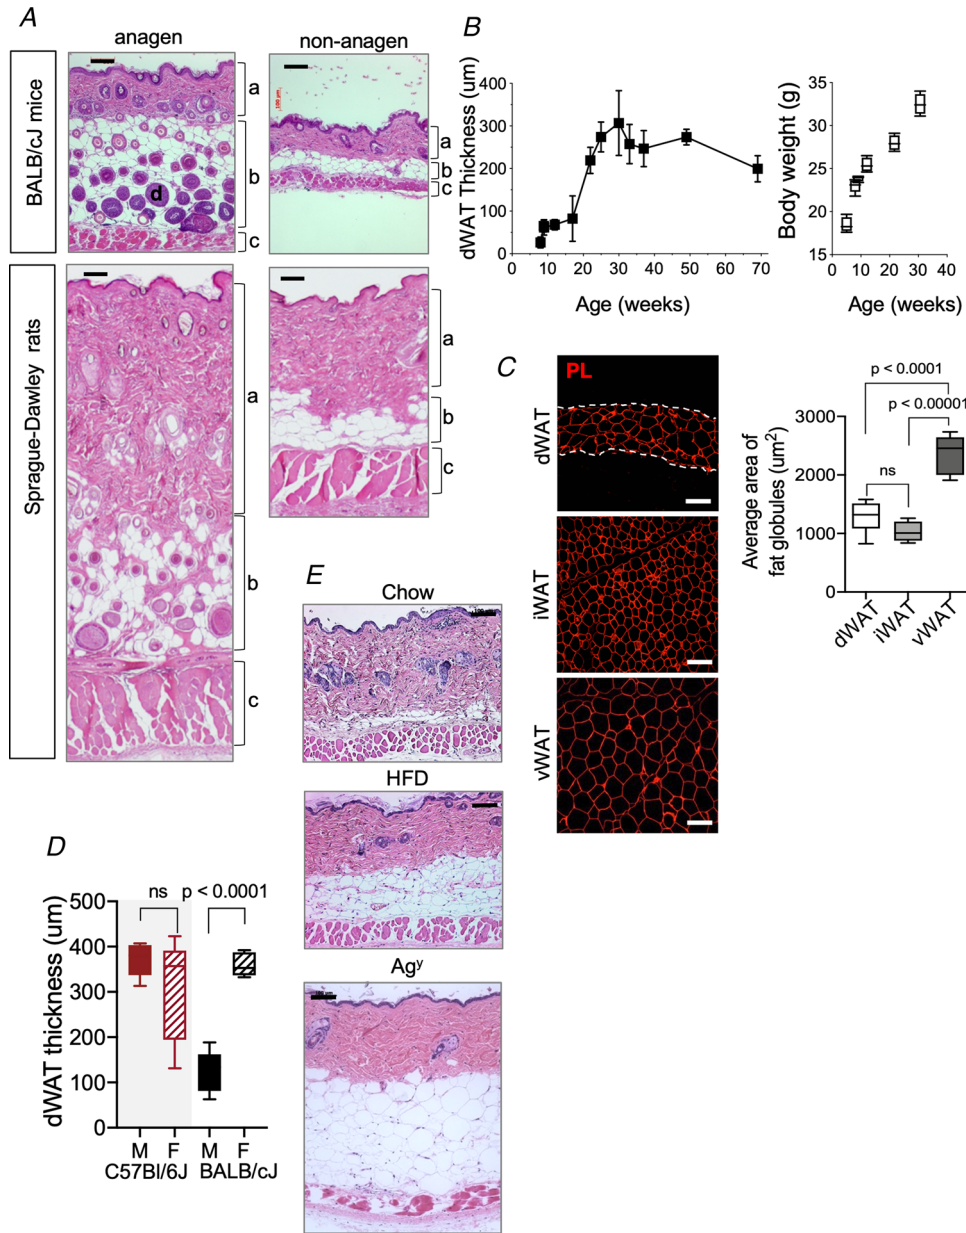 A
anagen
non-anagen
BALB/cJ mice
a
b
c
d
100 µm
a
b
c
Sprague-Dawley rats
a
b
c
a
b
c
B
dWAT Thickness (um)
400
300
200
100
0
0 10 20 30 40 50 60 70
Age (weeks)
Body weight (g)
35
30
25
20
15
0 10 20 30 40
Age (weeks)
C
PL
dWAT
iWAT
vWAT
p < 0.0001
p < 0.00001
ns
Average area of
fat globules (um²)
3000
2000
1000
0
dWAT
iWAT
vWAT
D
ns p < 0.0001
dWAT thickness (um)
500
400
300
200
100
0
M F M F
C57Bl/6J BALB/cJ
E
Chow
100 µm
HFD
Agʸ